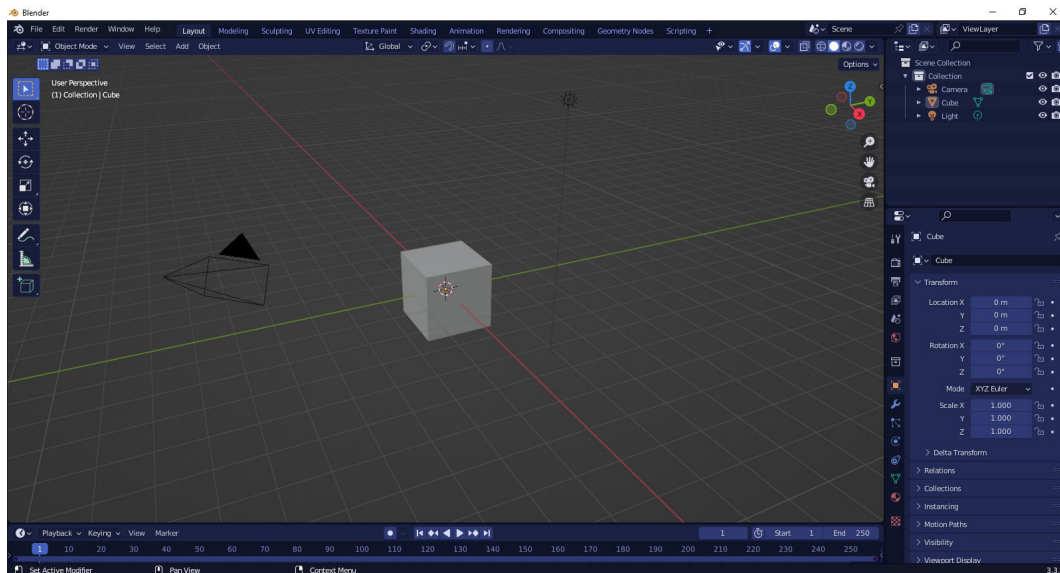 Blender
File Edit Render Window Help Layout Modeling Sculpting UV Editing Texture Paint Shading Animation Rendering Compositing Geometry Nodes Scripting + Scene ViewLayer
Object Mode View Select Add Object Global
Options
User Perspective
(1) Collection | Cube
Z
Y
X
Scene Collection
Collection
Camera
Cube
Light
Cube
Cube
Transform
Location X 0 m
Y 0 m
Z 0 m
Rotation X 0°
Y 0°
Z 0°
Mode XYZ Euler
Scale X 1.000
Y 1.000
Z 1.000
Delta Transform
Relations
Collections
Instancing
Motion Paths
Visibility
Viewport Display
Playback Keying View Marker 1 Start 1 End 250
1 10 20 30 40 50 60 70 80 90 100 110 120 130 140 150 160 170 180 190 200 210 220 230 240 250
Set Active Modifier Pan View Context Menu 3.3